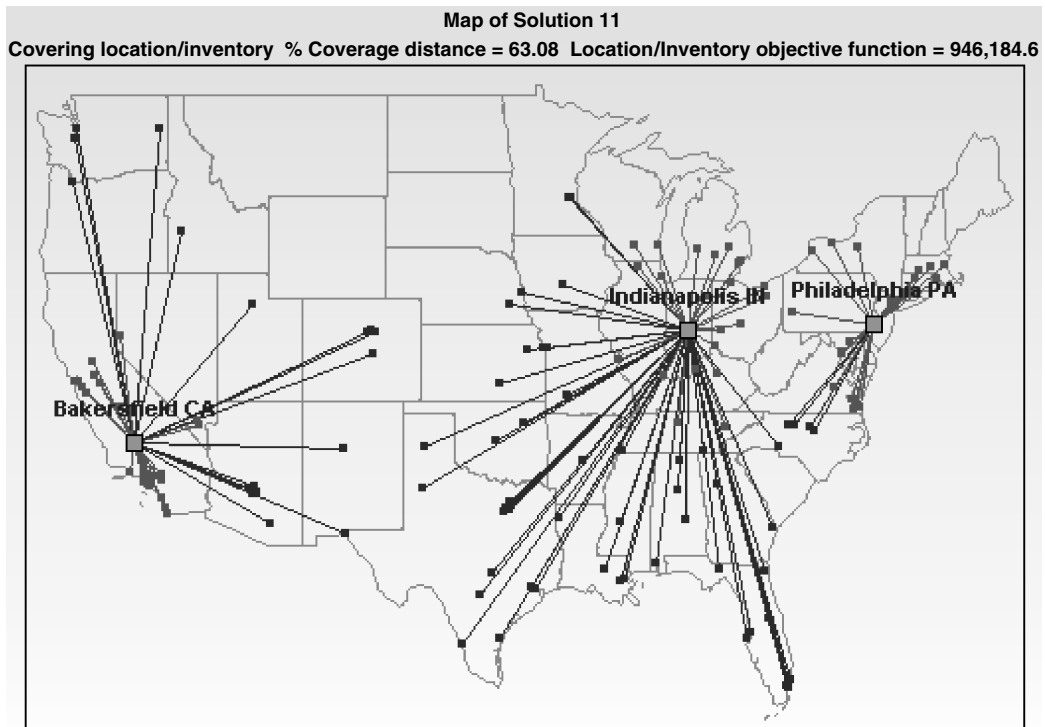 Map of Solution 11
Covering location/inventory % Coverage distance = 63.08 Location/Inventory objective function = 946,184.6
Indianapolis IN
Philadelphia PA
Bakersfield CA